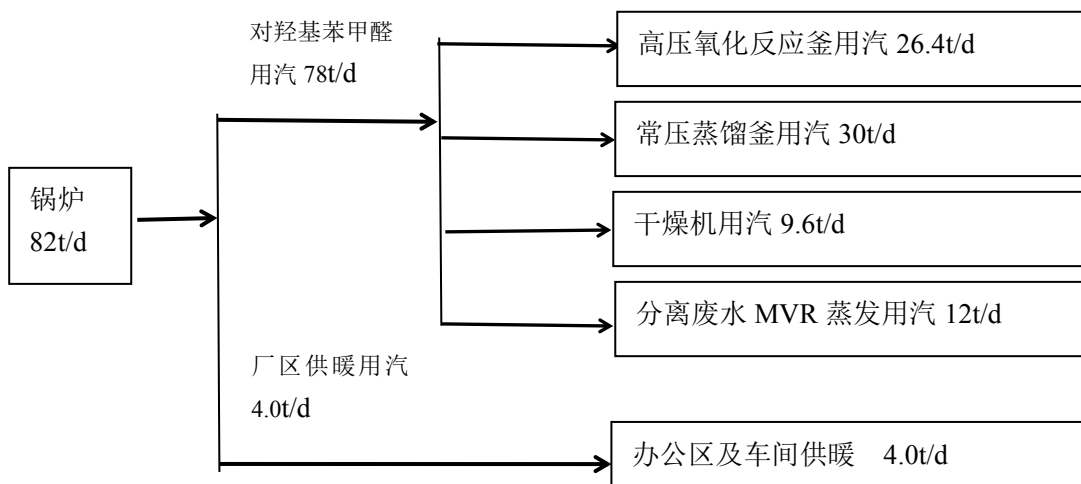 对羟基苯甲醛
用汽 78t/d
高压氧化反应釜用汽 26.4t/d
常压蒸馏釜用汽 30t/d
锅炉
82t/d
干燥机用汽 9.6t/d
分离废水 MVR 蒸发用汽 12t/d
厂区供暖用汽
4.0t/d
办公区及车间供暖 4.0t/d